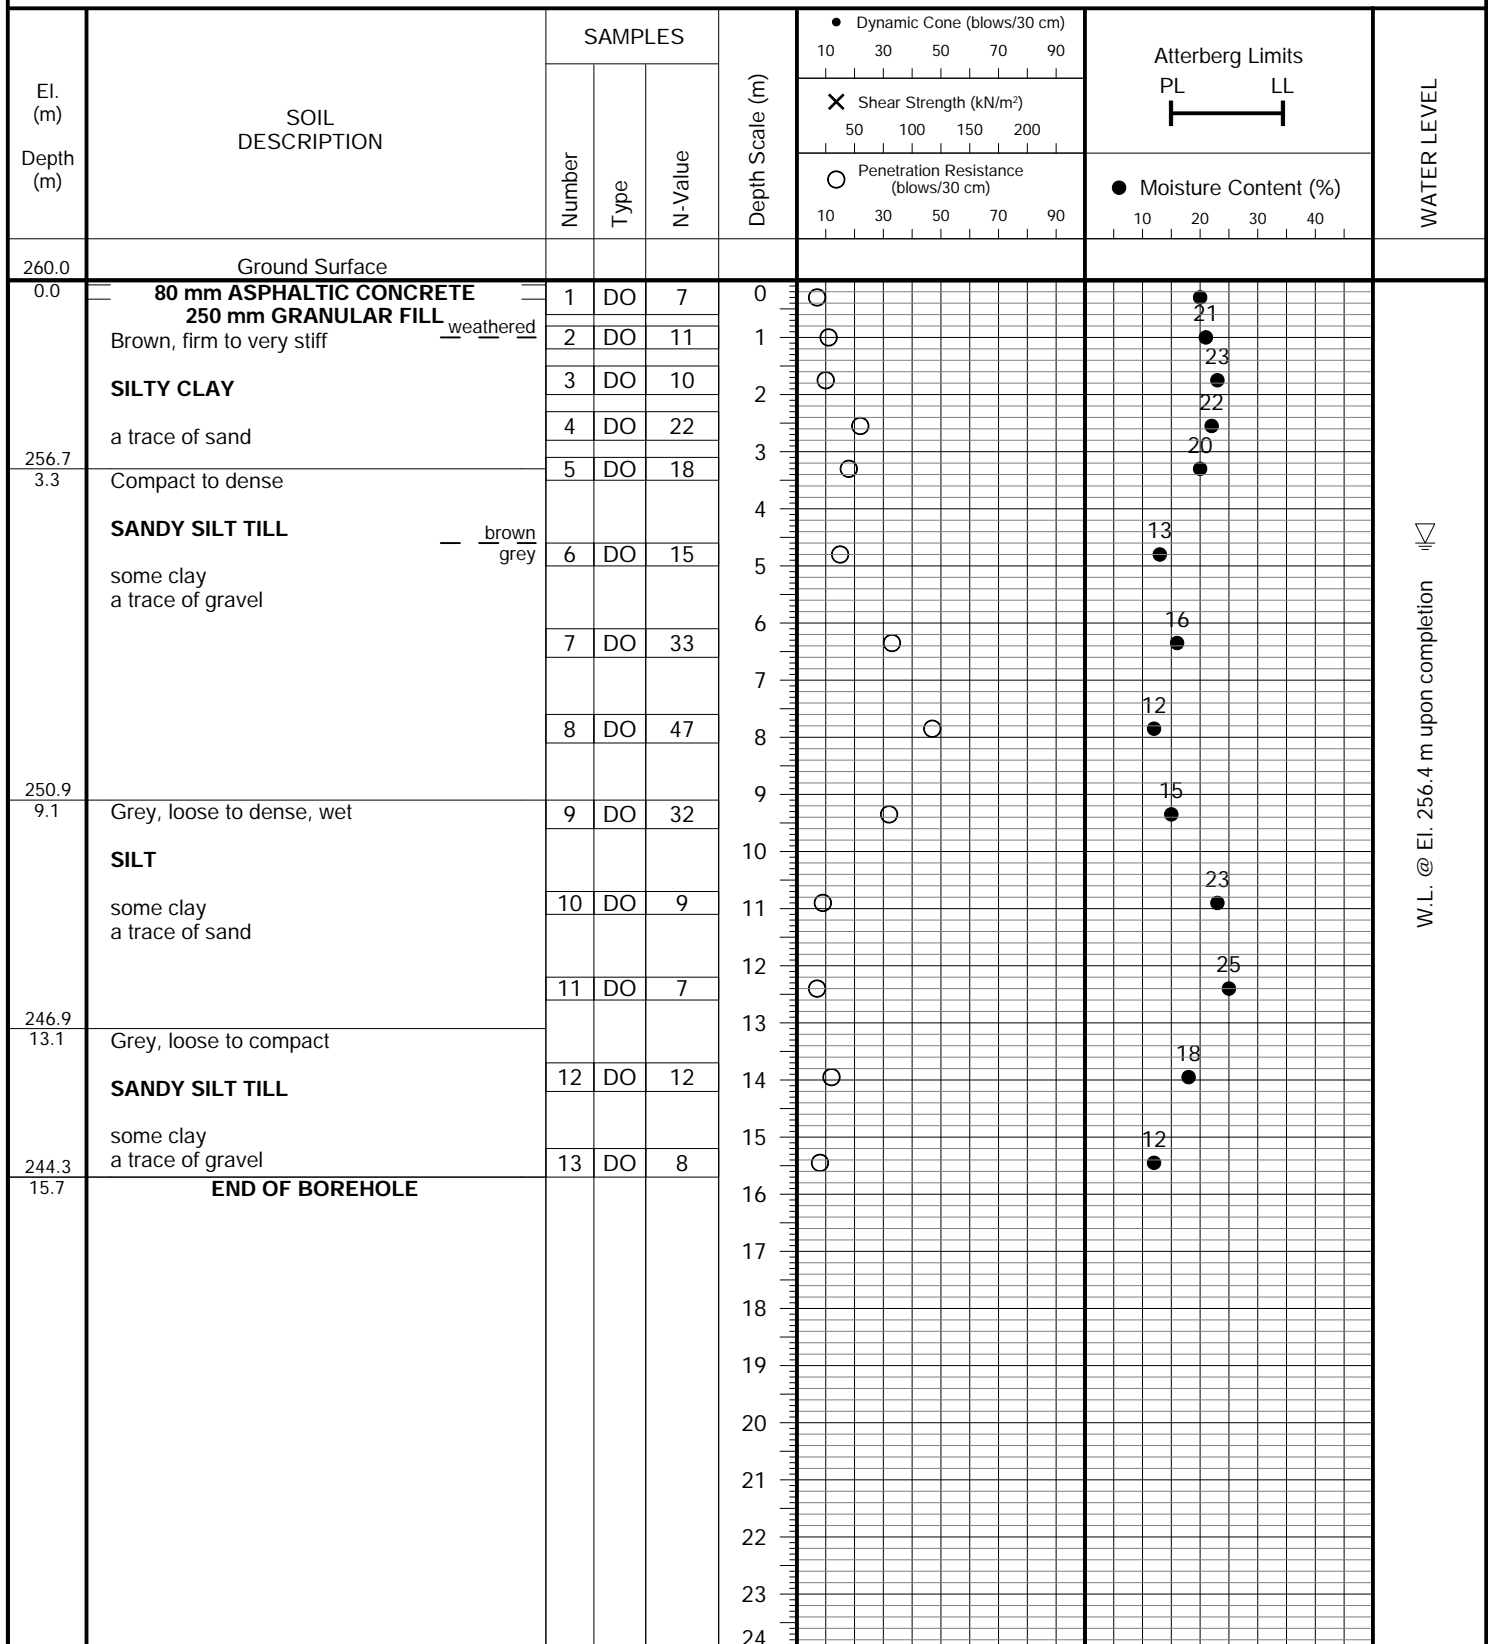 El.
(m)
Depth
(m)
SOIL
DESCRIPTION
SAMPLES
Number
Type
N-Value
Depth Scale (m)
● Dynamic Cone (blows/30 cm)
10 30 50 70 90
✕ Shear Strength (kN/m²)
50 100 150 200
○ Penetration Resistance
(blows/30 cm)
10 30 50 70 90
Atterberg Limits
PL LL
● Moisture Content (%)
10 20 30 40
WATER LEVEL
260.0 Ground Surface
0.0 80 mm ASPHALTIC CONCRETE 1 DO 7 0
250 mm GRANULAR FILL 21
weathered
Brown, firm to very stiff 2 DO 11 1
23
SILTY CLAY 3 DO 10 2
22
a trace of sand 4 DO 22
20
256.7 3
3.3 Compact to dense 5 DO 18
4
SANDY SILT TILL brown 13
grey 6 DO 15 5
some clay
a trace of gravel
6 16
7 DO 33
7
12
8 DO 47 8
250.9 9 15
9.1 Grey, loose to dense, wet 9 DO 32
10
SILT
23
some clay 10 DO 9 11
a trace of sand
12 25
11 DO 7
246.9 13
13.1 Grey, loose to compact
18
SANDY SILT TILL 12 DO 12 14
some clay 15 12
a trace of gravel 13 DO 8
244.3
15.7 END OF BOREHOLE 16
17
18
19
20
21
22
23
24
W.L. @ El. 256.4 m upon completion